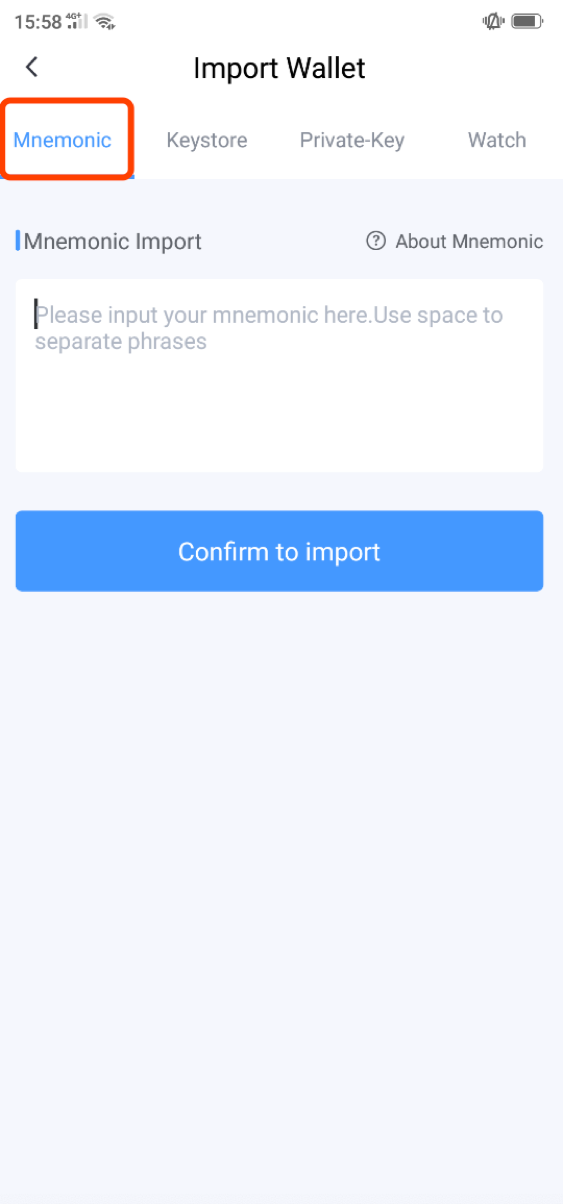 15:58 4G+
Import Wallet
Mnemonic Keystore Private-Key Watch
Mnemonic Import ? About Mnemonic
Please input your mnemonic here.Use space to
separate phrases
Confirm to import